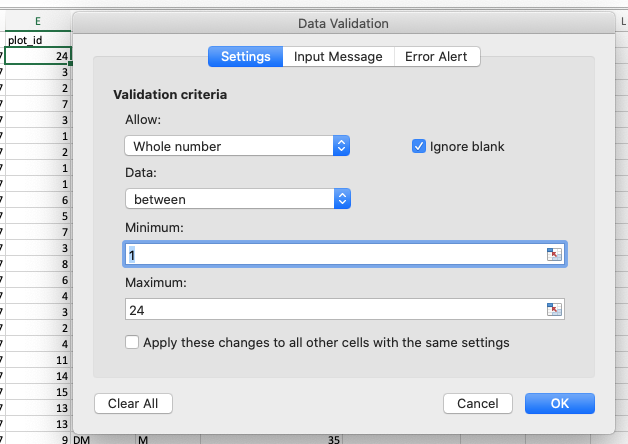 E
L
Data Validation
plot_id
Settings Input Message Error Alert
24
3
2
7
3
1
2
1
1
6
5
7
3
8
6
4
3
2
4
11
14
15
13
13
Validation criteria
Allow:
Whole number
Ignore blank
Data:
between
Minimum:
1
Maximum:
24
Apply these changes to all other cells with the same settings
Clear All Cancel OK
9 DM M 35